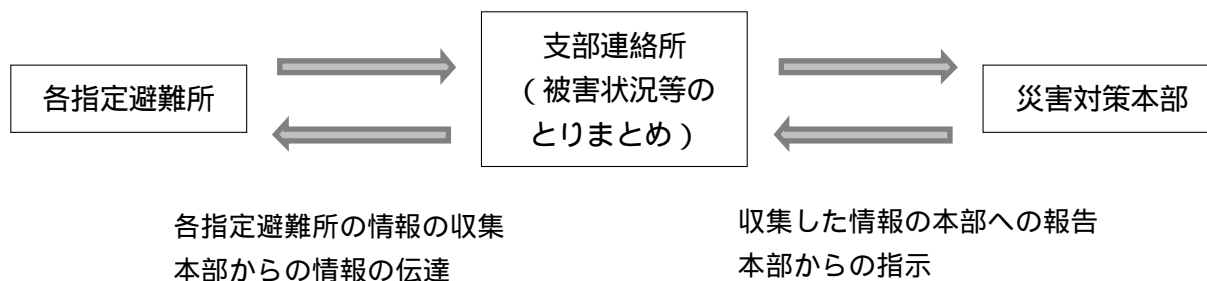 各指定避難所
支部連絡所
（被害状況等の
とりまとめ）
災害対策本部
各指定避難所の情報の収集
本部からの情報の伝達
収集した情報の本部への報告
本部からの指示